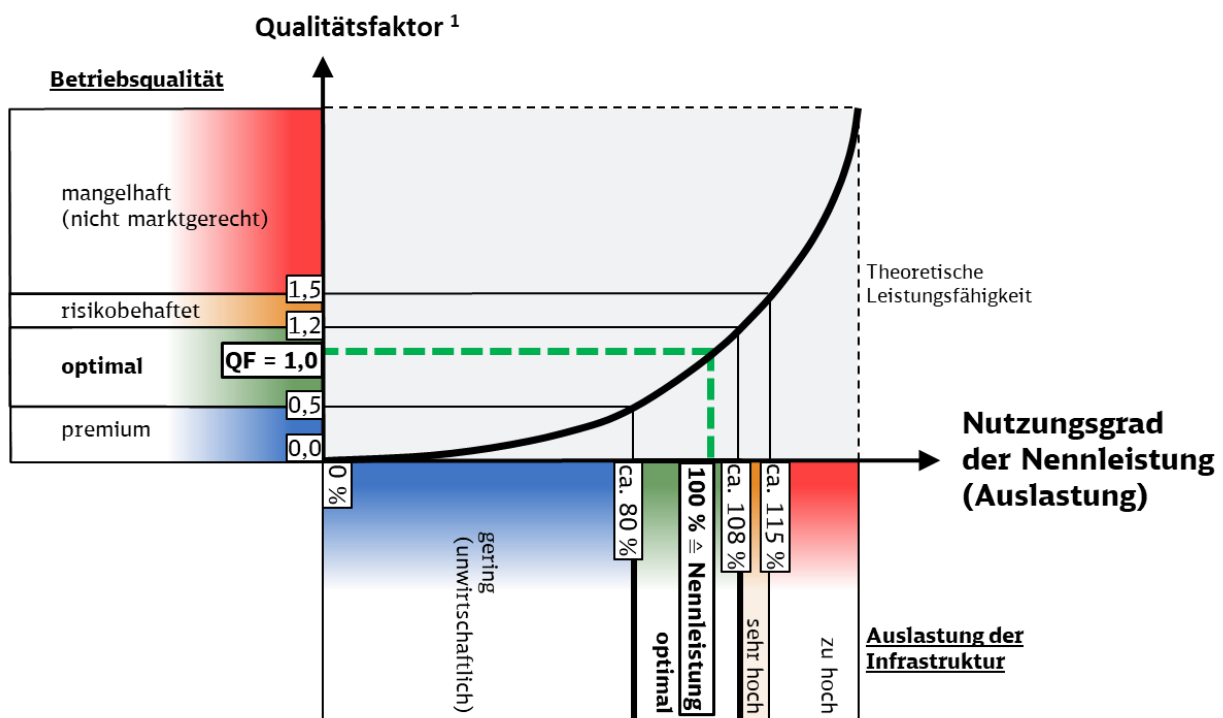 Qualitätsfaktor ¹
Betriebsqualität
mangelhaft
(nicht marktgerecht)
1,5
risikobehaftet
1,2
optimal
QF = 1,0
0,5
premium
0,0
Theoretische
Leistungsfähigkeit
Nutzungsgrad
der Nennleistung
(Auslastung)
0 %
ca. 80 %
100 % ≙ Nennleistung
ca. 108 %
ca. 115 %
gering
(unwirtschaftlich)
optimal
sehr hoch
zu hoch
Auslastung der
Infrastruktur